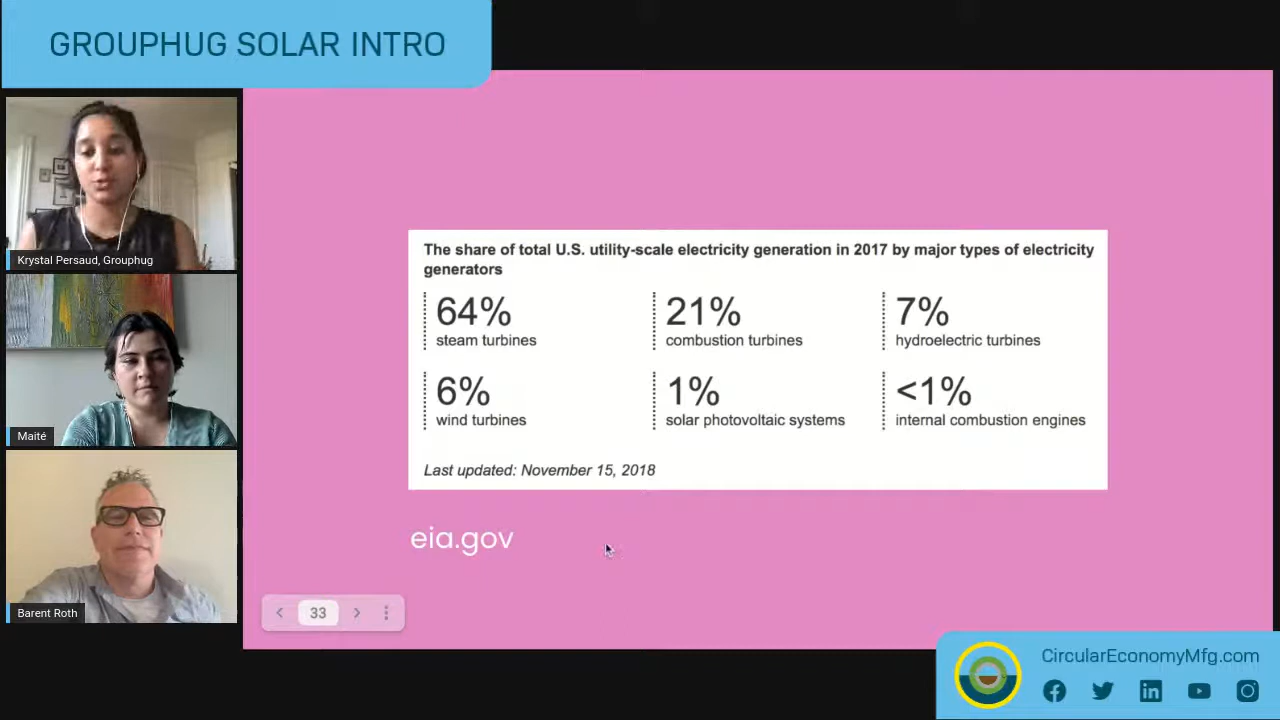 GROUPHUG SOLAR INTRO
Krystal Persaud, Grouphug
Maité
Barent Roth
The share of total U.S. utility-scale electricity generation in 2017 by major types of electricity
generators
64%
steam turbines
21%
combustion turbines
7%
hydroelectric turbines
6%
wind turbines
1%
solar photovoltaic systems
<1%
internal combustion engines
Last updated: November 15, 2018
eia.gov
33
CircularEconomyMfg.com